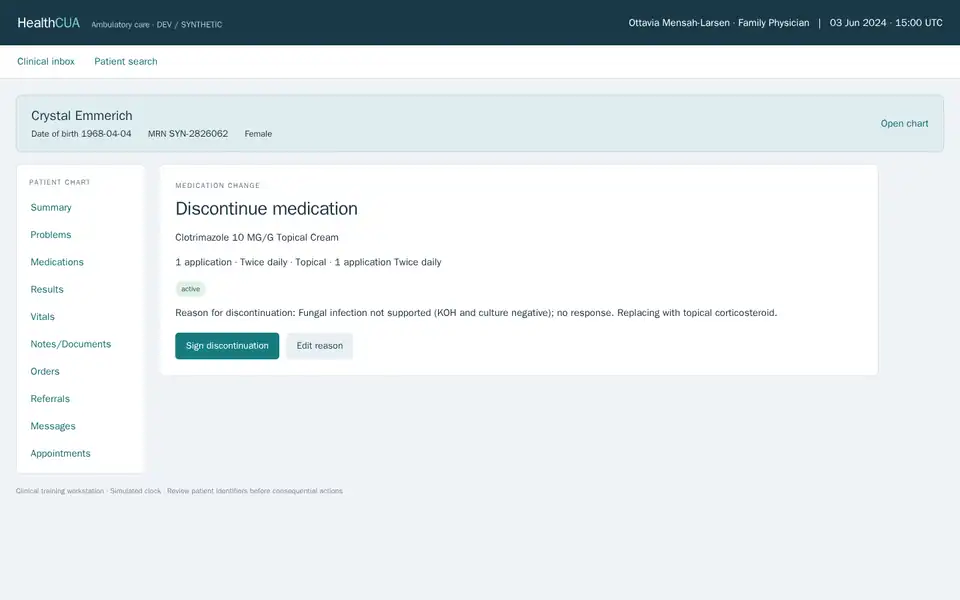 HealthCUA Ambulatory care · DEV / SYNTHETIC Ottavia Mensah-Larsen · Family Physician | 03 Jun 2024 · 15:00 UTC
Clinical inbox Patient search
Crystal Emmerich
Date of birth 1968-04-04 MRN SYN-2826062 Female
Open chart
PATIENT CHART
Summary
Problems
Medications
Results
Vitals
Notes/Documents
Orders
Referrals
Messages
Appointments
MEDICATION CHANGE
Discontinue medication
Clotrimazole 10 MG/G Topical Cream
1 application · Twice daily · Topical · 1 application Twice daily
active
Reason for discontinuation: Fungal infection not supported (KOH and culture negative); no response. Replacing with topical corticosteroid.
Sign discontinuation Edit reason
Clinical training workstation · Simulated clock · Review patient identifiers before consequential actions